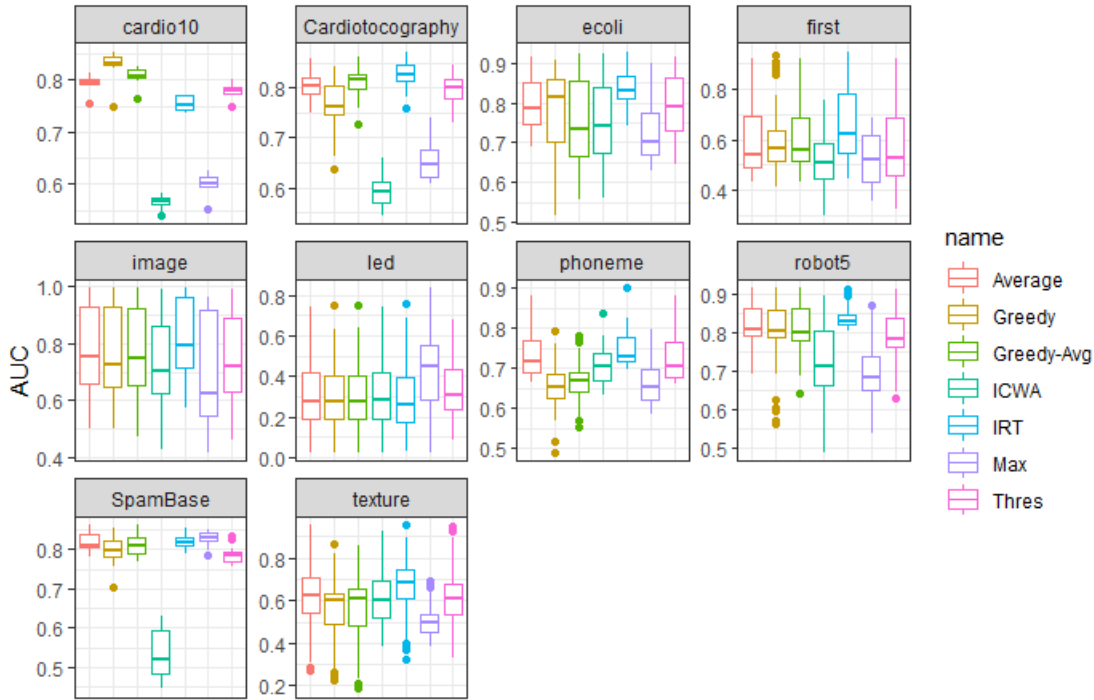 cardio10
Cardiotocography
ecoli
first
0.8
0.7
0.6
0.8
0.7
0.6
0.9
0.8
0.7
0.6
0.5
0.8
0.6
0.4
image
led
phoneme
robot5
1.0
0.8
0.6
0.4
0.8
0.6
0.4
0.2
0.0
0.9
0.8
0.7
0.6
0.5
0.9
0.8
0.7
0.6
0.5
SpamBase
texture
0.8
0.7
0.6
0.5
0.8
0.6
0.4
0.2
AUC
name
Average
Greedy
Greedy-Avg
ICWA
IRT
Max
Thres